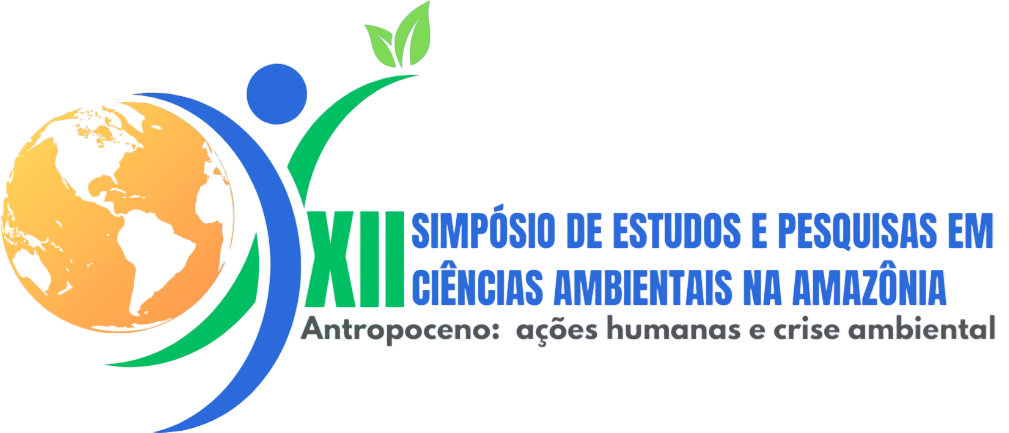 XII
SIMPÓSIO DE ESTUDOS E PESQUISAS EM
CIÊNCIAS AMBIENTAIS NA AMAZÔNIA
Antropoceno: ações humanas e crise ambiental